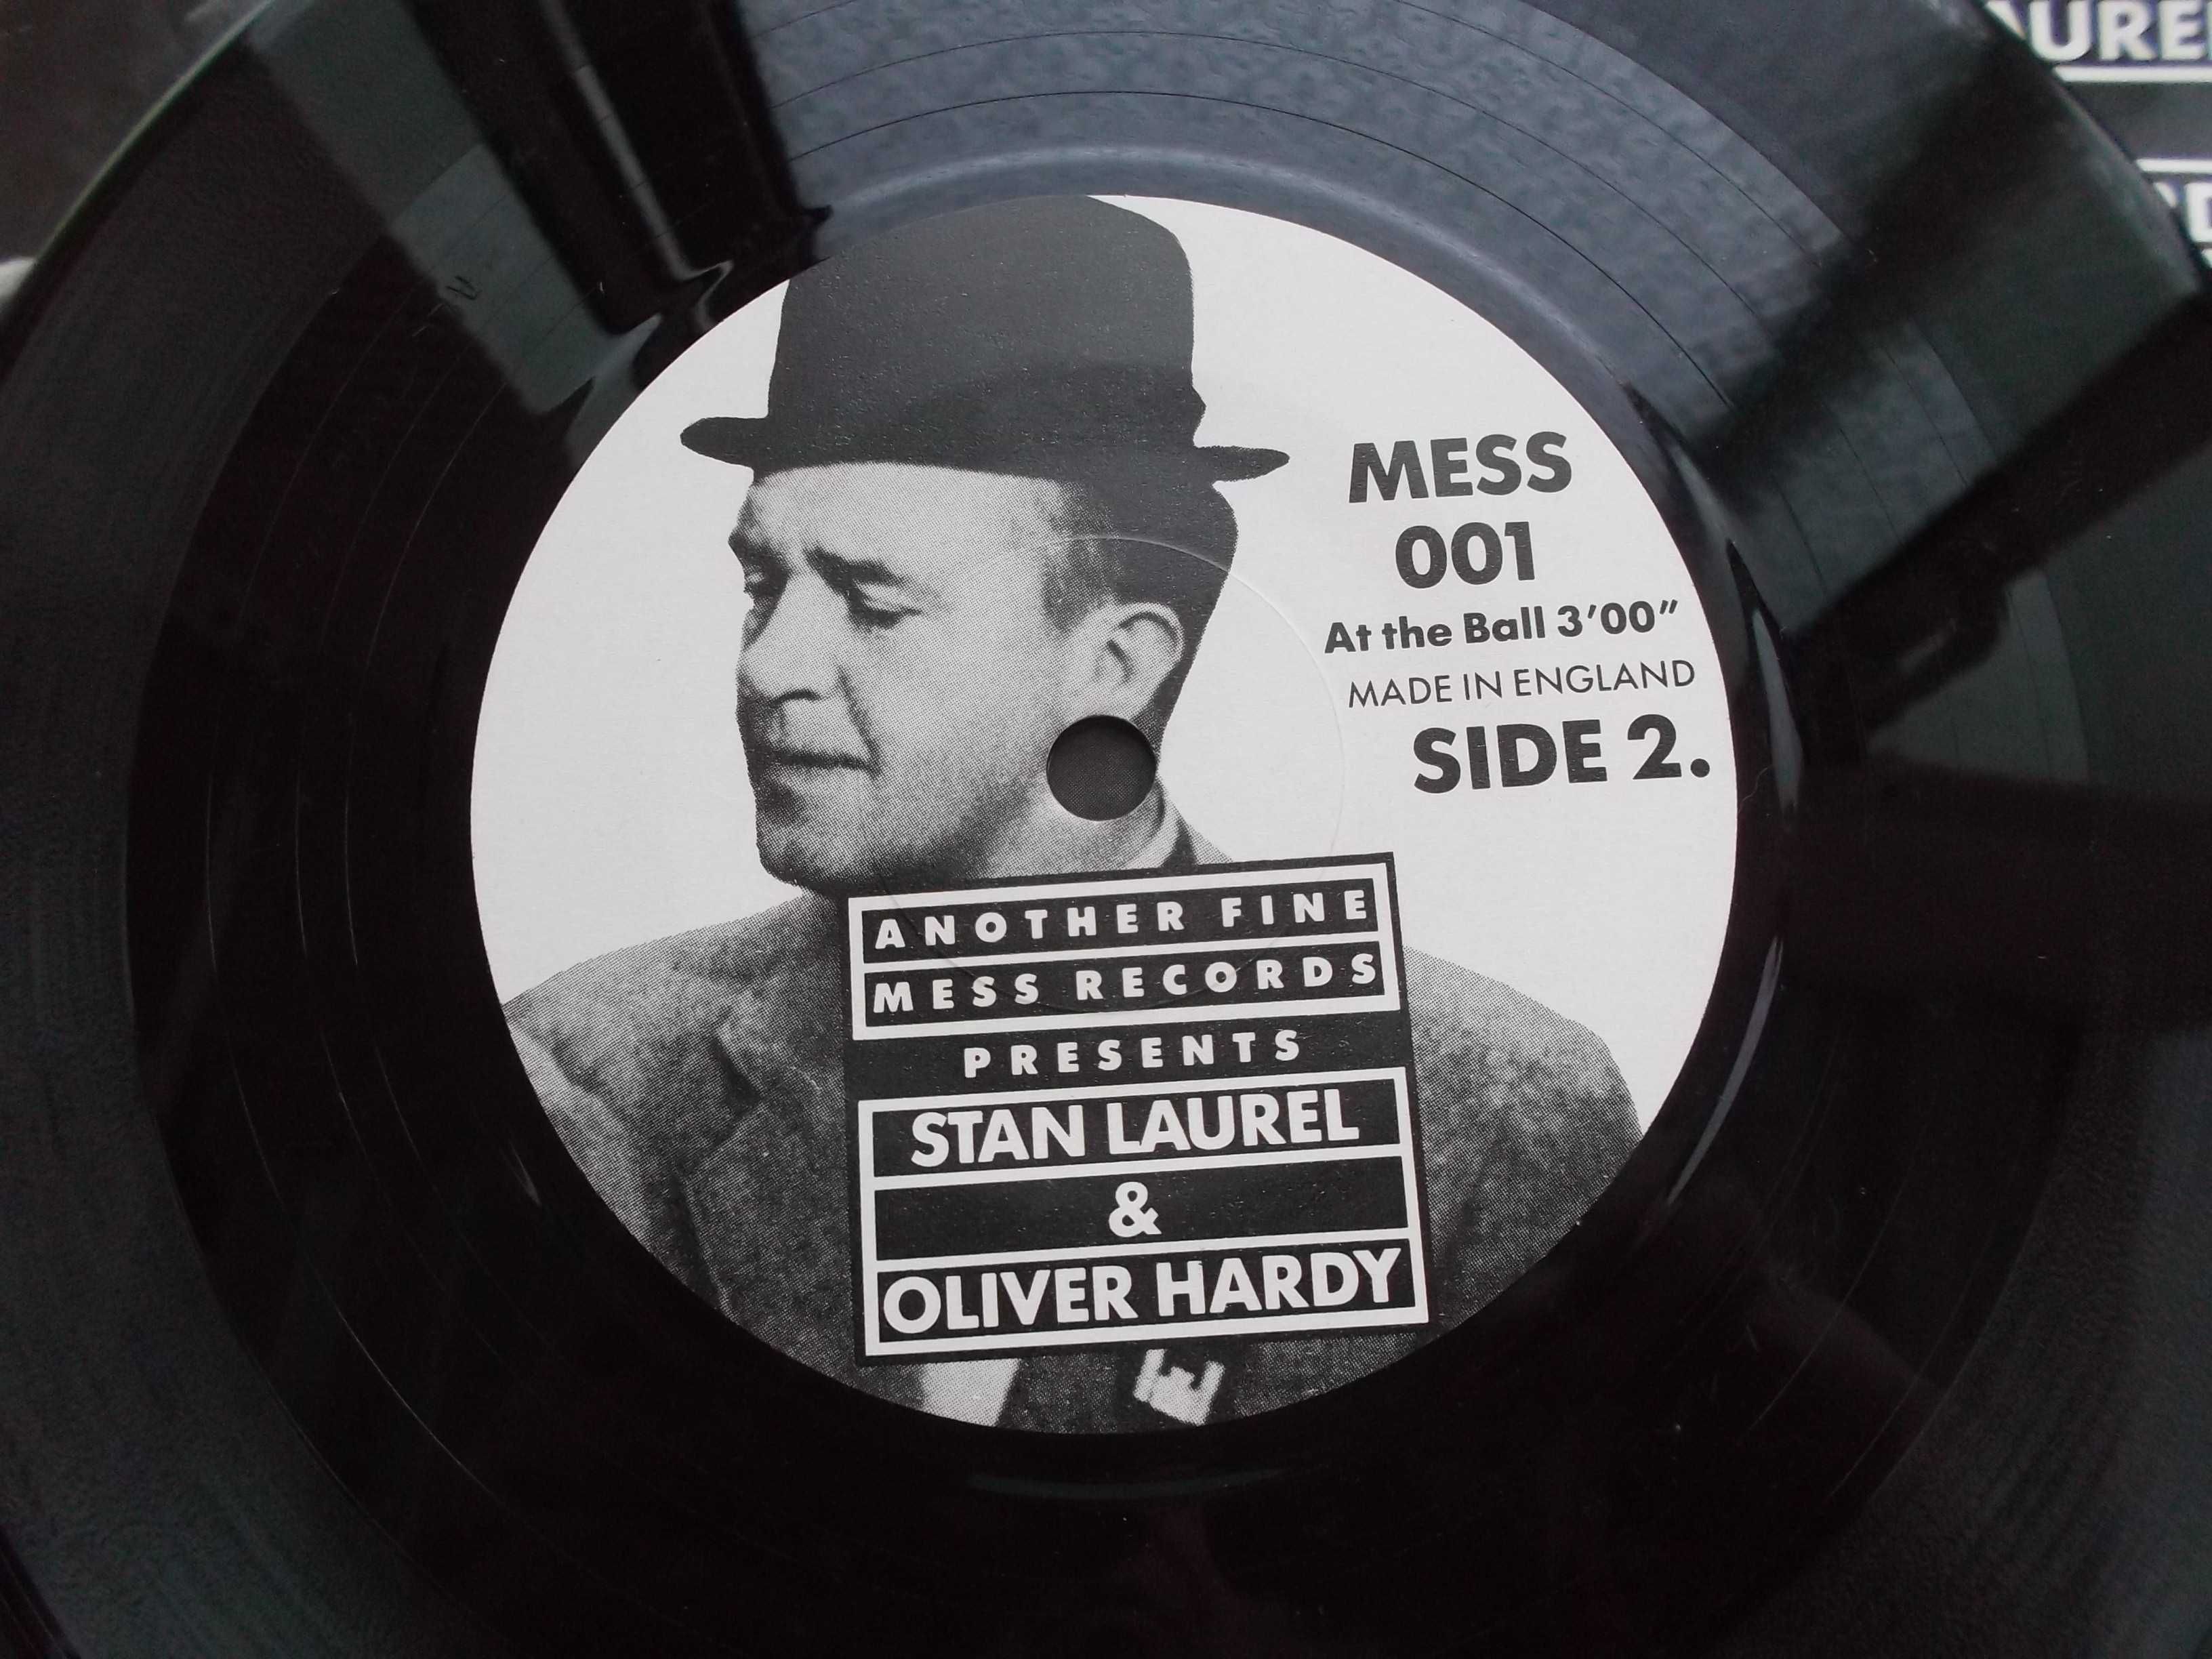 MESS
001
At the Ball 3'00"
MADE IN ENGLAND
SIDE 2.
ANOTHER FINE
MESS RECORDS
PRESENTS
STAN LAUREL
&
OLIVER HARDY
E